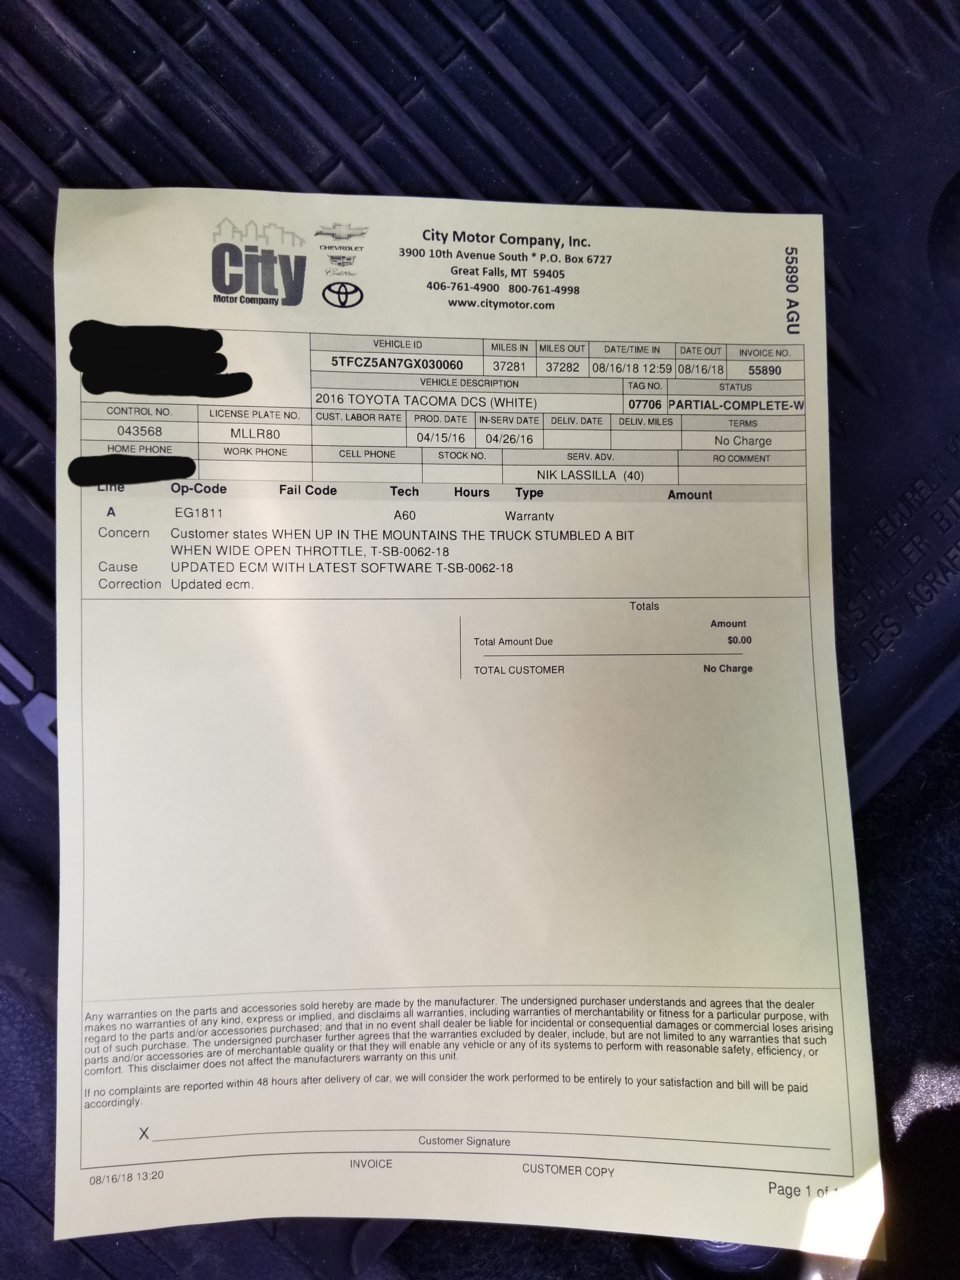 City
Motor Company
CHEVROLET
Cadillac
City Motor Company, Inc.
3900 10th Avenue South * P.O. Box 6727
Great Falls, MT 59405
406-761-4900 800-761-4998
www.citymotor.com
55890 AGU
VEHICLE ID MILES IN MILES OUT DATE/TIME IN DATE OUT INVOICE NO.
5TFCZ5AN7GX030060 37281 37282 08/16/18 12:59 08/16/18 55890
VEHICLE DESCRIPTION TAG NO. STATUS
2016 TOYOTA TACOMA DCS (WHITE) 07706 PARTIAL-COMPLETE-W
CONTROL NO. LICENSE PLATE NO. CUST. LABOR RATE PROD. DATE IN-SERV DATE DELIV. DATE DELIV. MILES TERMS
043568 MLLR80 04/15/16 04/26/16 No Charge
HOME PHONE WORK PHONE CELL PHONE STOCK NO. SERV. ADV. RO COMMENT
NIK LASSILLA (40)
Line Op-Code Fail Code Tech Hours Type Amount
A EG1811 A60 Warranty
Concern Customer states WHEN UP IN THE MOUNTAINS THE TRUCK STUMBLED A BIT
WHEN WIDE OPEN THROTTLE, T-SB-0062-18
Cause UPDATED ECM WITH LATEST SOFTWARE T-SB-0062-18
Correction Updated ecm.
Totals
Amount
Total Amount Due $0.00
TOTAL CUSTOMER No Charge
Any warranties on the parts and accessories sold hereby are made by the manufacturer. The undersigned purchaser understands and agrees that the dealer
makes no warranties of any kind, express or implied, and disclaims all warranties, including warranties of merchantability or fitness for a particular purpose, with
regard to the parts and/or accessories purchased; and that in no event shall dealer be liable for incidental or consequential damages or commercial loses arising
out of such purchase. The undersigned purchaser further agrees that the warranties excluded by dealer, include, but are not limited to any warranties that such
parts and/or accessories are of merchantable quality or that they will enable any vehicle or any of its systems to perform with reasonable safety, efficiency, or
comfort. This disclaimer does not affect the manufacturers warranty on this unit.
If no complaints are reported within 48 hours after delivery of car, we will consider the work performed to be entirely to your satisfaction and bill will be paid
accordingly.
X
Customer Signature
08/16/18 13:20 INVOICE CUSTOMER COPY Page 1 of